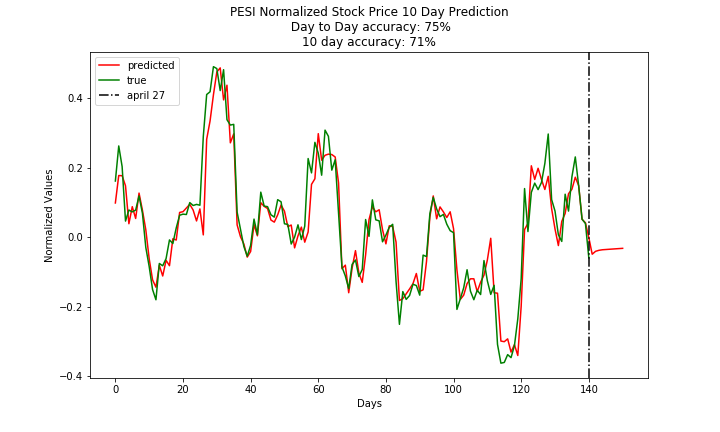 PESI Normalized Stock Price 10 Day Prediction
Day to Day accuracy: 75%
10 day accuracy: 71%
predicted
true
april 27
Normalized Values
0.4
0.2
0.0
−0.2
−0.4
0 20 40 60 80 100 120 140
Days